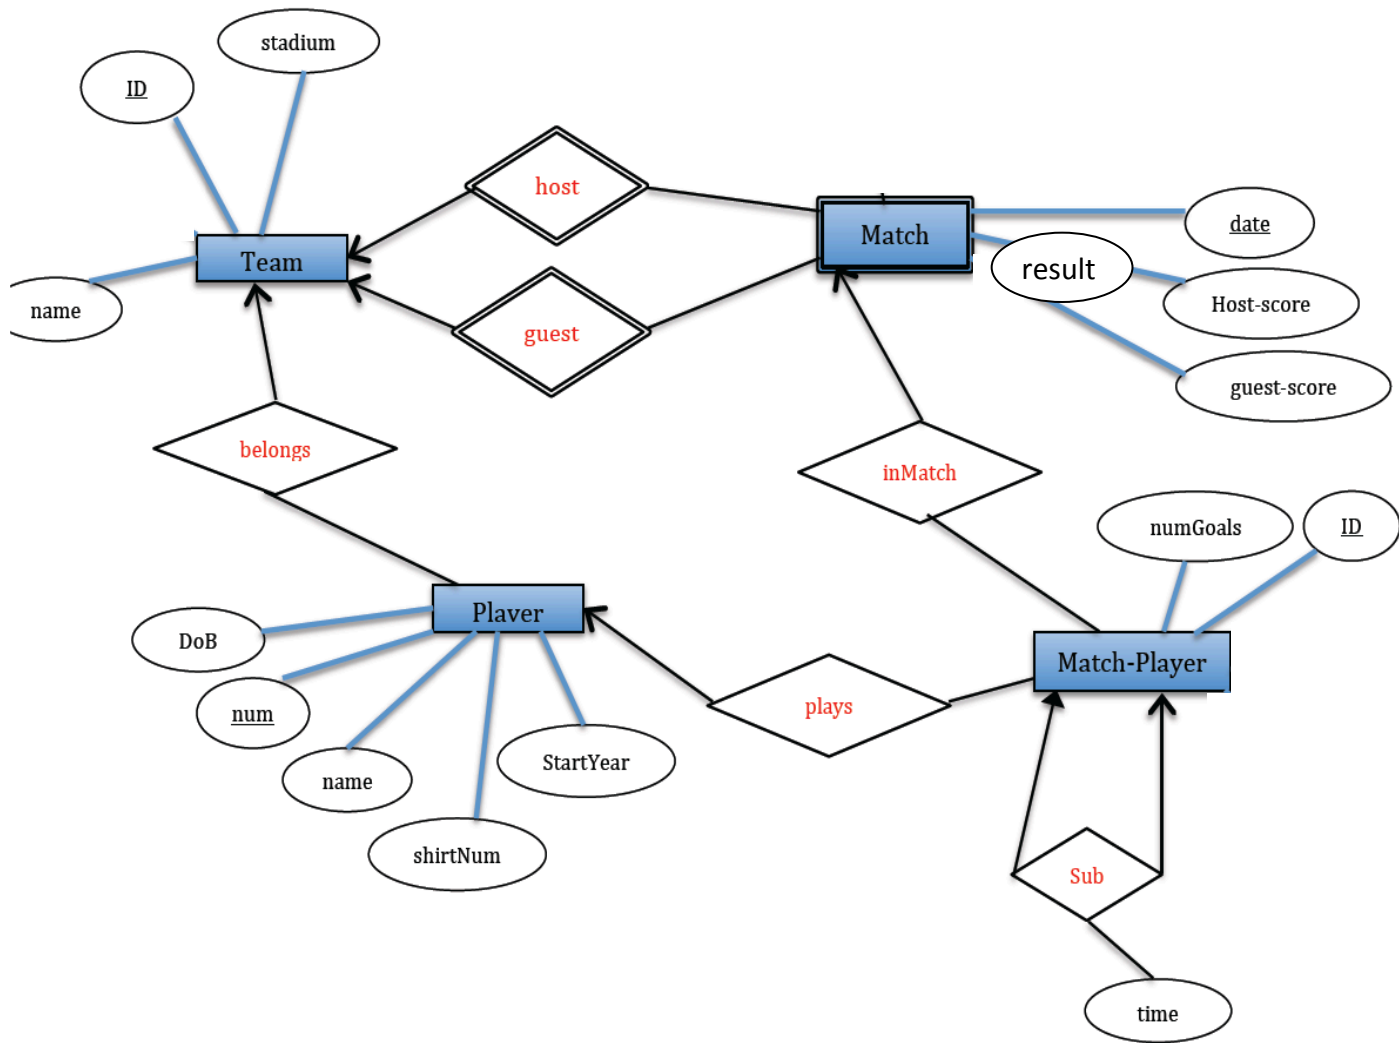 stadium
ID
host
Team
name
guest
Match
date
result
Host-score
guest-score
belongs
inMatch
numGoals
ID
Plaver
DoB
num
name
shirtNum
StartYear
plays
Match-Player
Sub
time